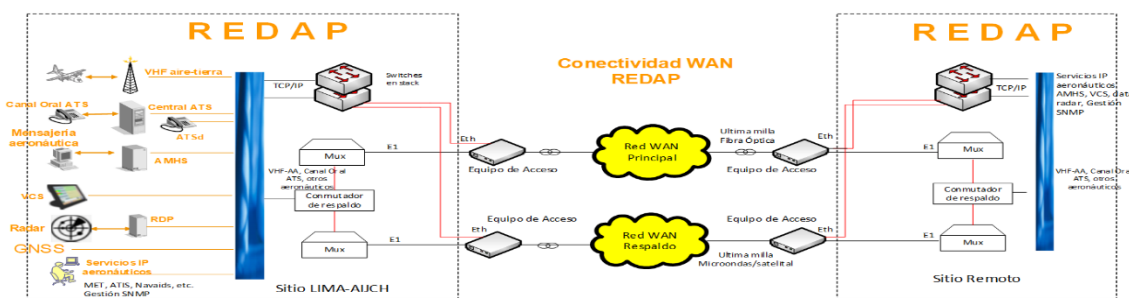 REDAP
VHF aire-tierra
Canal Oral ATS
Central ATS
ATSd
Mensajería
aeronáutica
AMHS
VCS
Radar
RDP
GNSS
Servicios IP
aeronáuticos
MET, ATIS, Navaids, etc.
Gestión SNMP
TCP/IP
Switches
en stack
Mux
E1
VHF-AA, Canal Oral
ATS, otros
aeronáuticos
Conmutador
de respaldo
Mux
E1
Sitio LIMA-AIJCH
Conectividad WAN
REDAP
Eth
Equipo de Acceso
Red WAN
Principal
Ultima milla
Fibra Óptica
Eth
Equipo de Acceso
Equipo de Acceso
Eth
Red WAN
Respaldo
Equipo de Acceso
Eth
Ultima milla
Microondas/satelital
REDAP
TCP/IP
Servicios IP
aeronáuticos,
AMHS, VCS, data
radar, Gestión
SNMP
E1
Mux
VHF-AA, Canal Oral
ATS, otros
aeronáuticos
Conmutador
de respaldo
E1
Mux
Sitio Remoto